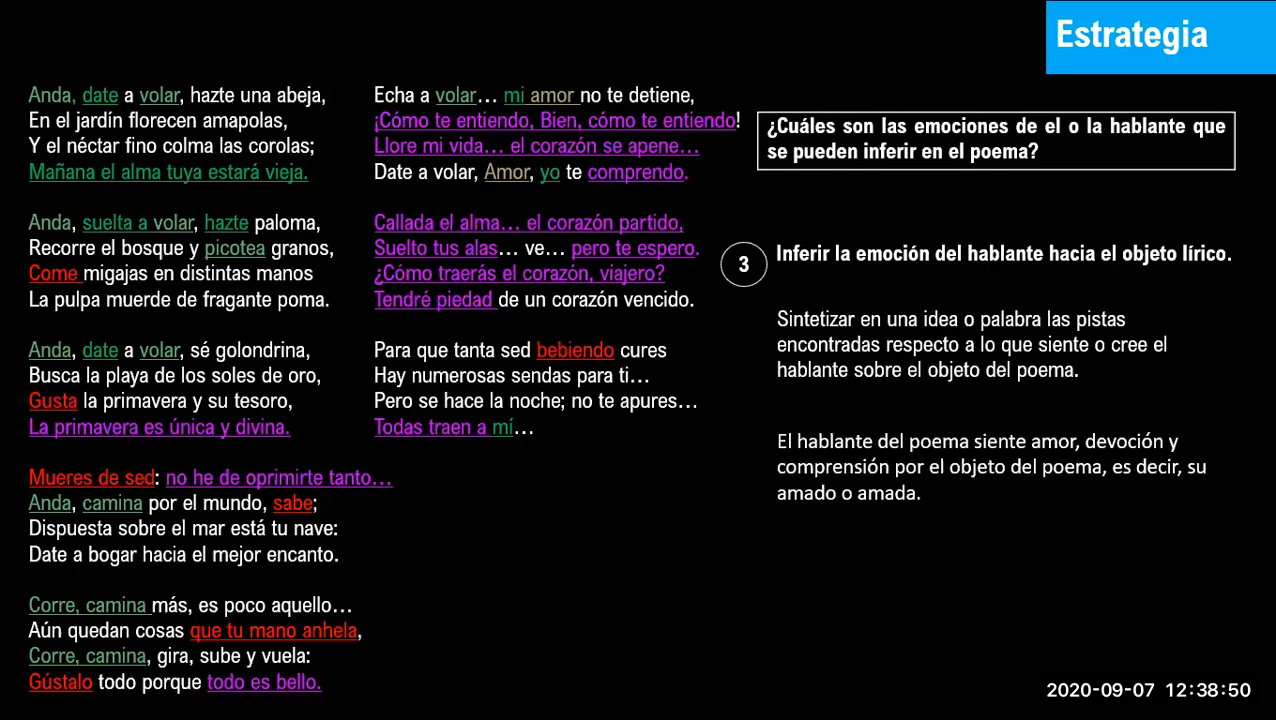 Estrategia
Anda, date a volar, hazte una abeja,
En el jardín florecen amapolas,
Y el néctar fino colma las corolas;
Mañana el alma tuya estará vieja.
Anda, suelta a volar, hazte paloma,
Recorre el bosque y picotea granos,
Come migajas en distintas manos
La pulpa muerde de fragante poma.
Anda, date a volar, sé golondrina,
Busca la playa de los soles de oro,
Gusta la primavera y su tesoro,
La primavera es única y divina.
Mueres de sed: no he de oprimirte tanto…
Anda, camina por el mundo, sabe;
Dispuesta sobre el mar está tu nave:
Date a bogar hacia el mejor encanto.
Corre, camina más, es poco aquello…
Aún quedan cosas que tu mano anhela,
Corre, camina, gira, sube y vuela:
Gústalo todo porque todo es bello.
Echa a volar… mi amor no te detiene,
¡Cómo te entiendo, Bien, cómo te entiendo!
Llore mi vida… el corazón se apene…
Date a volar, Amor, yo te comprendo.
Callada el alma… el corazón partido,
Suelto tus alas… ve… pero te espero.
¿Cómo traerás el corazón, viajero?
Tendré piedad de un corazón vencido.
Para que tanta sed bebiendo cures
Hay numerosas sendas para ti…
Pero se hace la noche; no te apures…
Todas traen a mí…
¿Cuáles son las emociones de el o la hablante que
se pueden inferir en el poema?
3
Inferir la emoción del hablante hacia el objeto lírico.
Sintetizar en una idea o palabra las pistas
encontradas respecto a lo que siente o cree el
hablante sobre el objeto del poema.
El hablante del poema siente amor, devoción y
comprensión por el objeto del poema, es decir, su
amado o amada.
2020-09-07 12:38:50